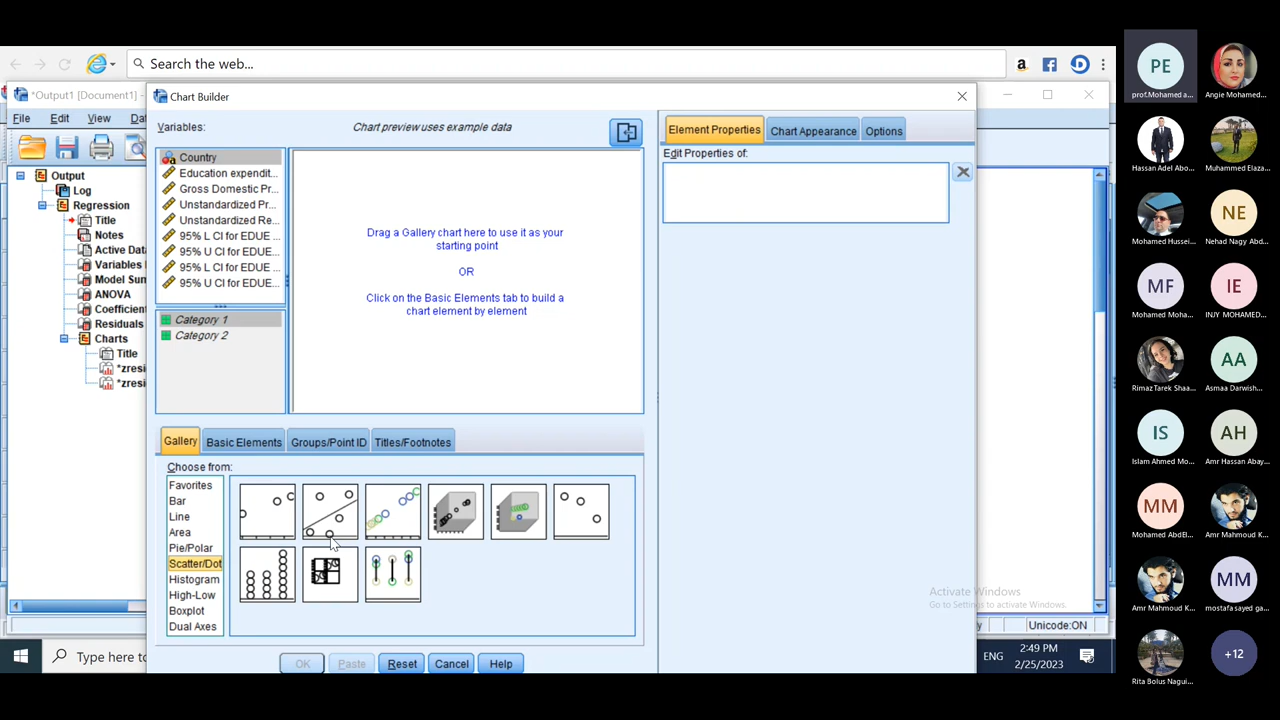 Search the web...
*Output1 [Document1] -
Chart Builder
File Edit View Da
Variables:
Chart preview uses example data
Country
Education expendit...
Gross Domestic Pr...
Unstandardized Pr...
Unstandardized Re...
95% L CI for EDUE ...
95% U CI for EDUE...
95% L CI for EDUE ...
95% U CI for EDUE...
Category 1
Category 2
Drag a Gallery chart here to use it as your
starting point
OR
Click on the Basic Elements tab to build a
chart element by element
Element Properties Chart Appearance Options
Edit Properties of:
Output
Log
Regression
Title
Notes
Active Data
Variables
Model Sum
ANOVA
Coefficien
Residuals
Charts
Title
*zresi
*zresi
Gallery Basic Elements Groups/Point ID Titles/Footnotes
Choose from:
Favorites
Bar
Line
Area
Pie/Polar
Scatter/Dot
Histogram
High-Low
Boxplot
Dual Axes
OK Paste Reset Cancel Help
Activate Windows
Go to Settings to activate Windows.
Unicode:ON
Type here to
ENG
2:49 PM
2/25/2023
PE
prof.Mohamed a...
Angie Mohamed...
Hassan Adel Abo...
Muhammed Elaza...
Mohamed Hussei...
NE
Nehad Nagy Abd...
MF
Mohamed Moha...
IE
INJY MOHAMED...
Rimaz Tarek Shaa...
AA
Asmaa Darwish...
IS
Islam Ahmed Mo...
AH
Amr Hassan Abay...
MM
Mohamed AbdEl...
Amr Mahmoud K...
Amr Mahmoud K...
MM
mostafa sayed ga...
Rita Bolus Nagui...
+12